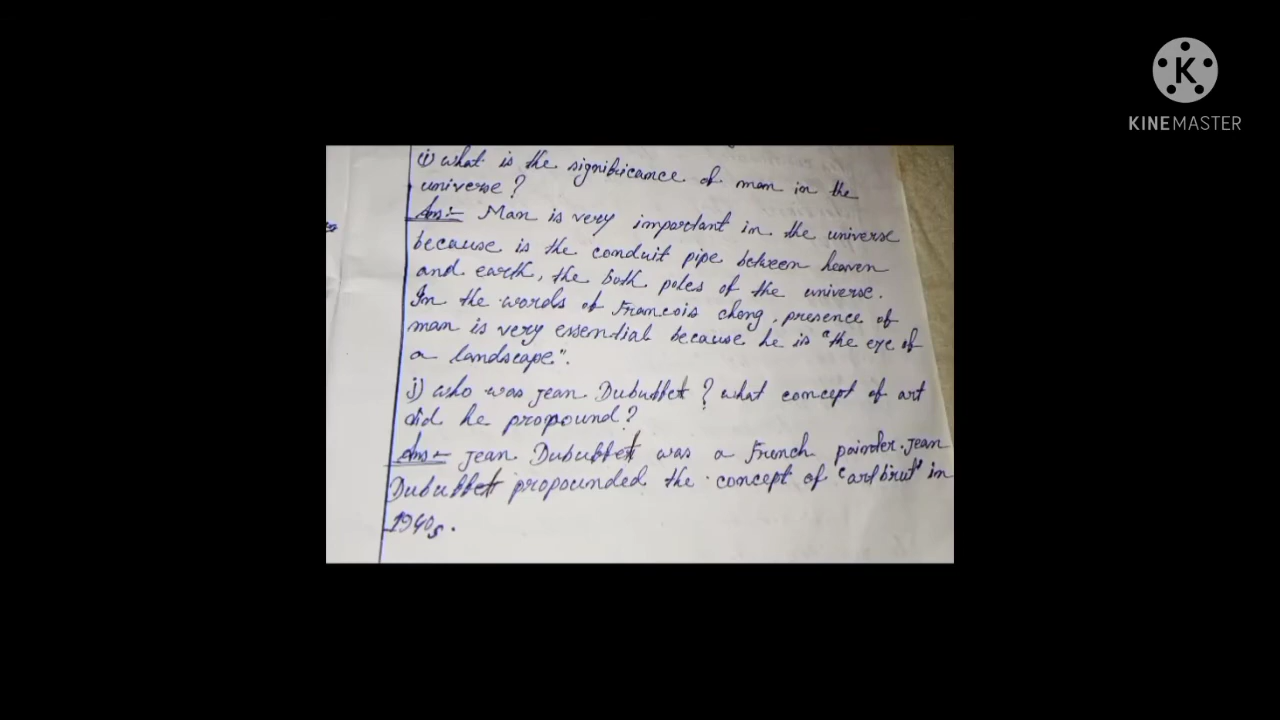 i) what is the significance of man in the
universe?
Ans:- Man is very important in the universe
because is the conduit pipe between heaven
and earth, the both poles of the universe.
In the words of Francois cheng, presence of
man is very essential because he is "the eye of
a landscape".
j) who was Jean Dubuffet? what concept of art
did he propound?
Ans:- Jean Dubuffet was a French painter. Jean
Dubuffet propounded the concept of "art brut" in
1940s.
K
KINEMASTER